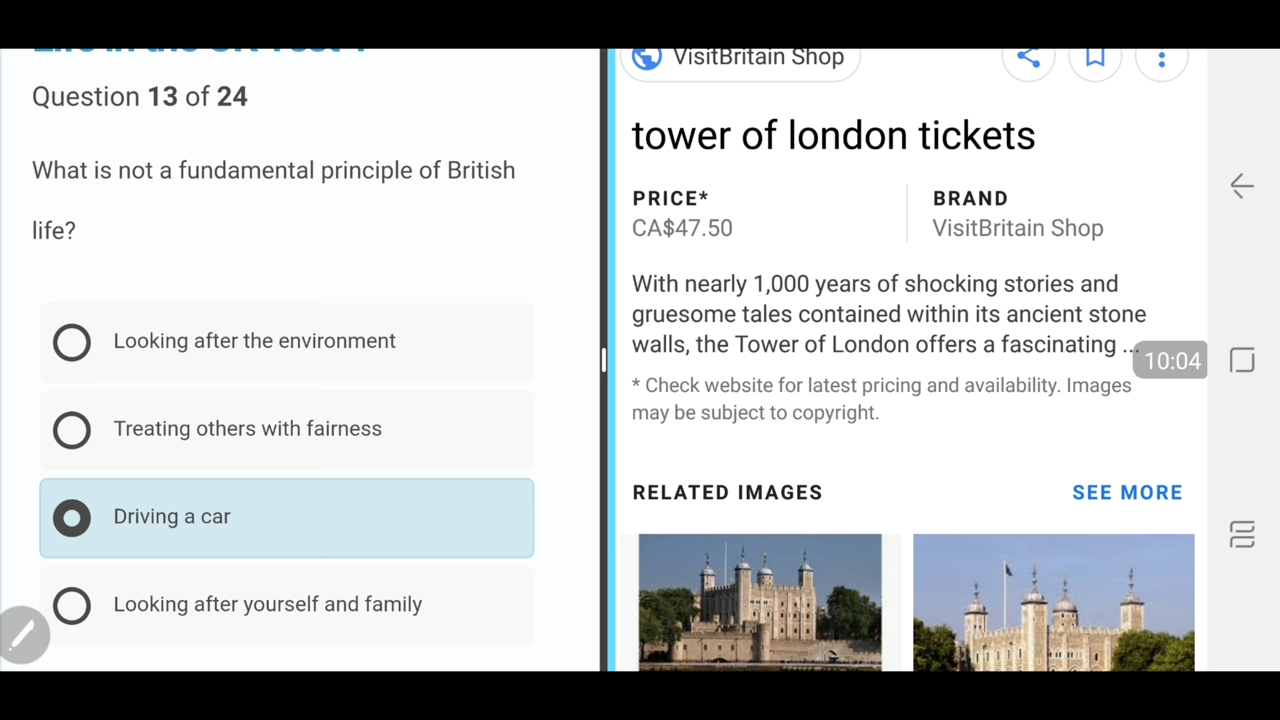 Question 13 of 24
What is not a fundamental principle of British
life?
Looking after the environment
Treating others with fairness
Driving a car
Looking after yourself and family
VisitBritain Shop
tower of london tickets
PRICE*
CA$47.50
BRAND
VisitBritain Shop
With nearly 1,000 years of shocking stories and
gruesome tales contained within its ancient stone
walls, the Tower of London offers a fascinating ...
* Check website for latest pricing and availability. Images
may be subject to copyright.
10:04
RELATED IMAGES
SEE MORE